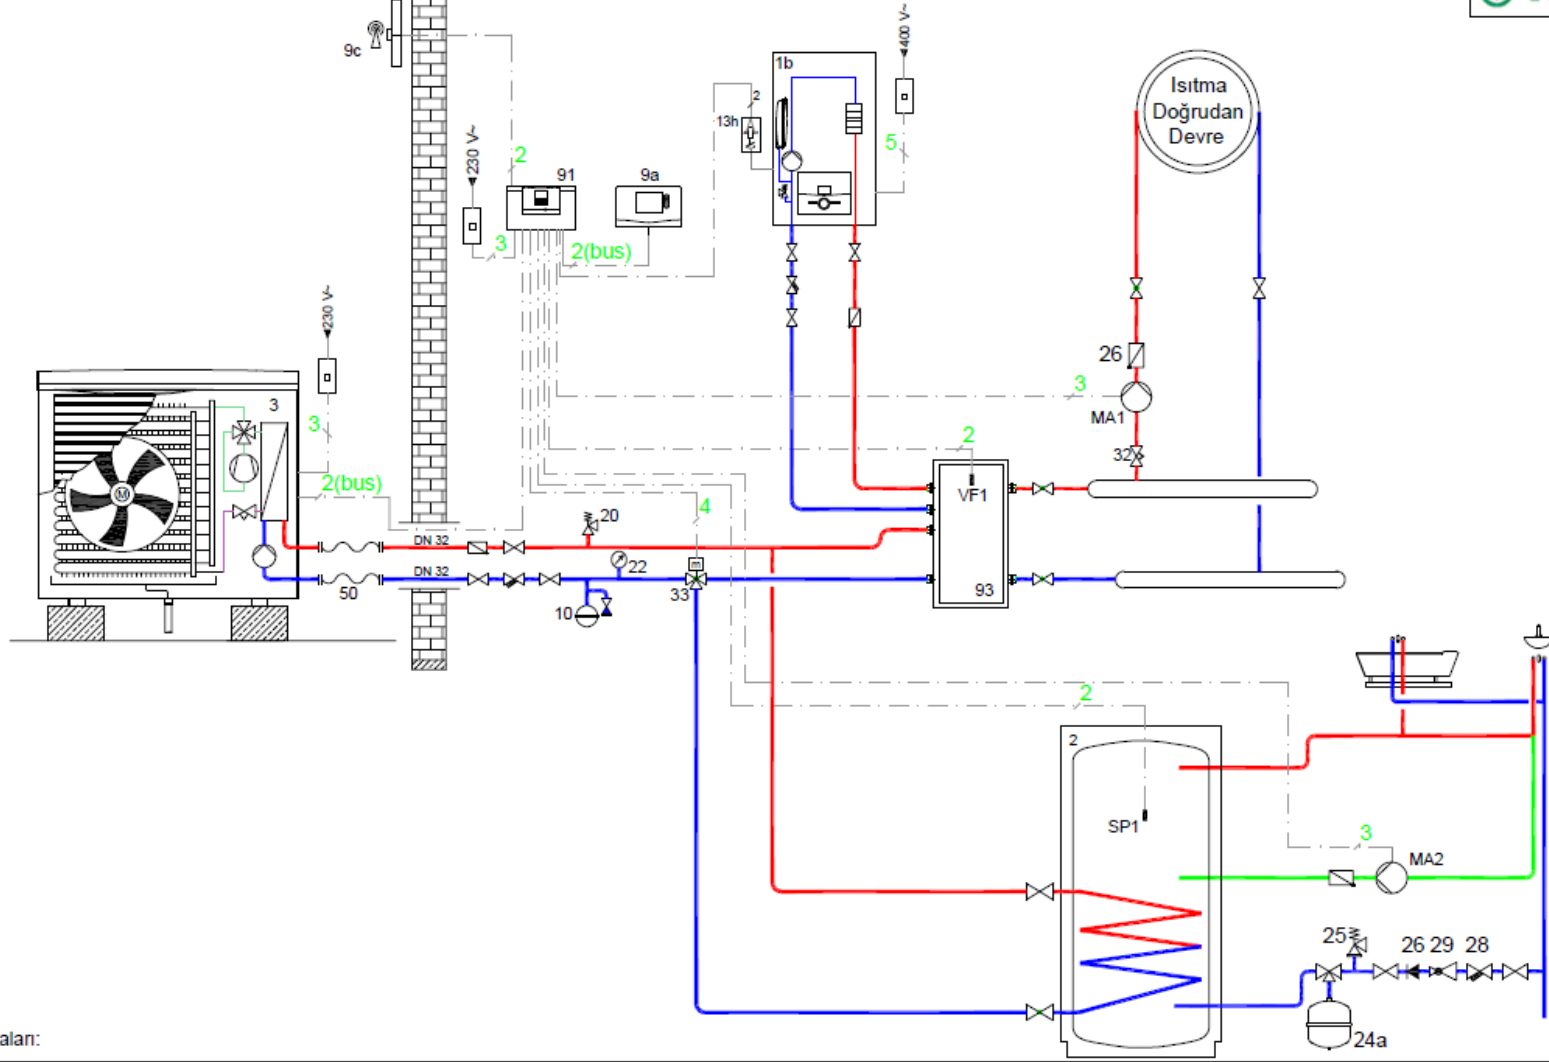 9c
230 V~
2
91
9a
3
2(bus)
1b
2
13h
400 V~
5
Isıtma
Doğrudan
Devre
26
3
MA1
32
230 V~
3
3
2(bus)
2
VF1
4
20
DN 32
DN 32
22
50
10
33
93
2
2
SP1
3
MA2
25
26 29 28
24a
aları: